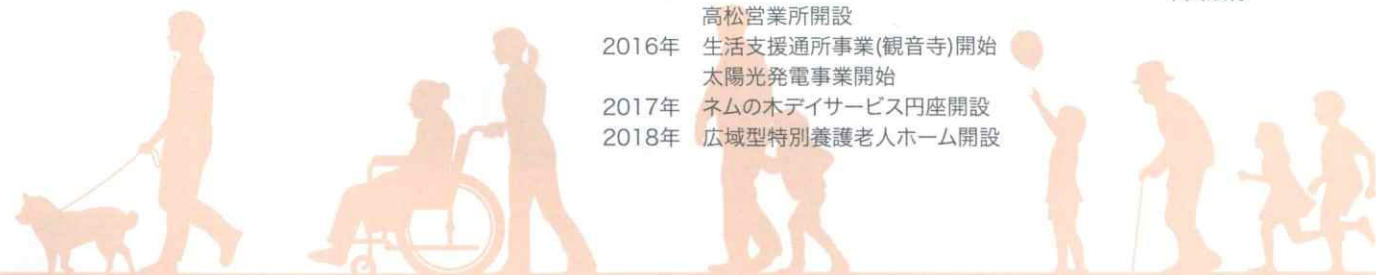 高松営業所開設
2016年 生活支援通所事業(観音寺)開始
太陽光発電事業開始
2017年 ネムの木デイサービス円座開設
2018年 広域型特別養護老人ホーム開設